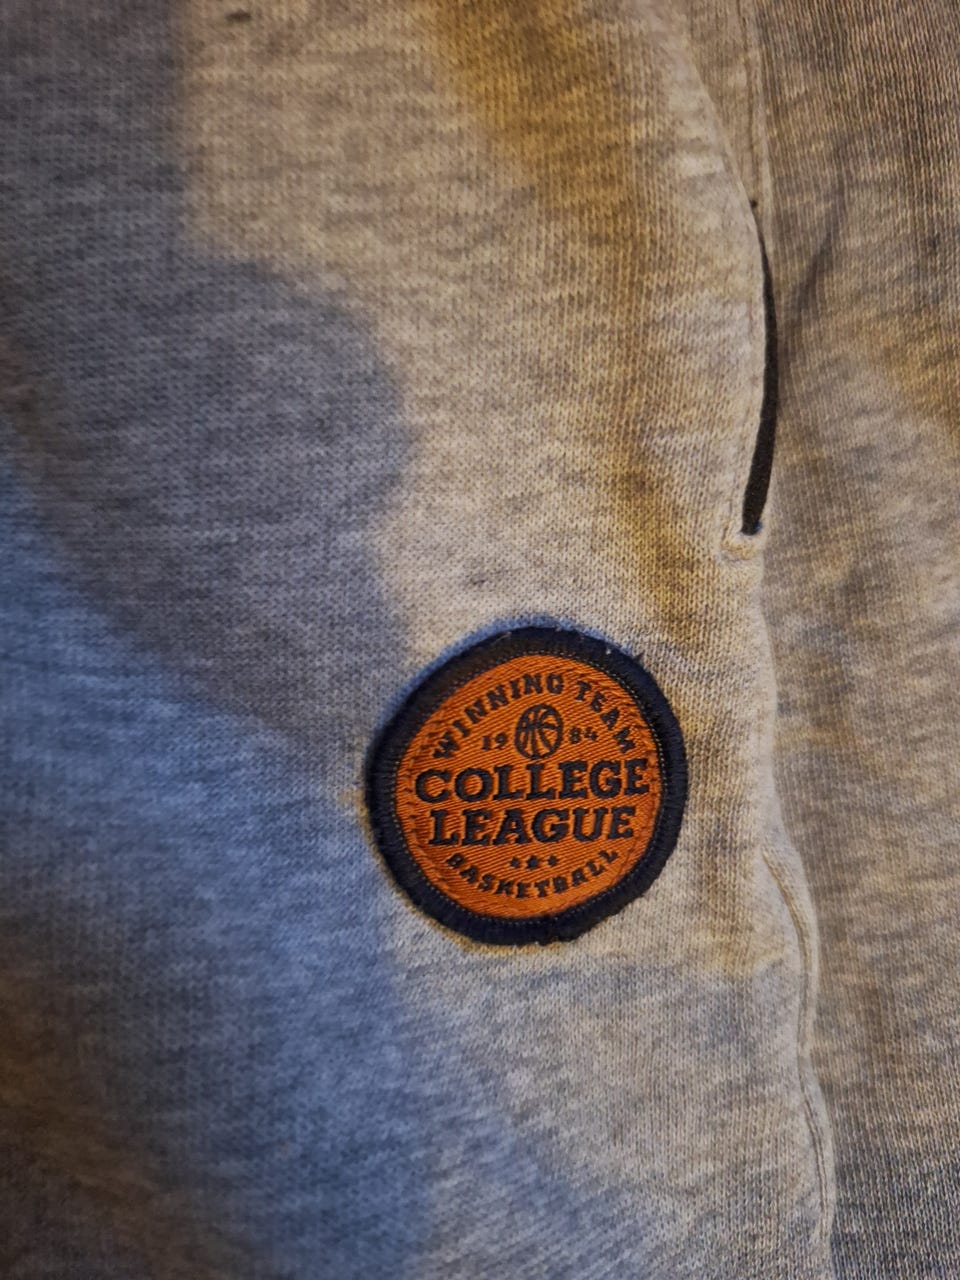 WINNING TEAM
19 84
COLLEGE
LEAGUE
BASKETBALL